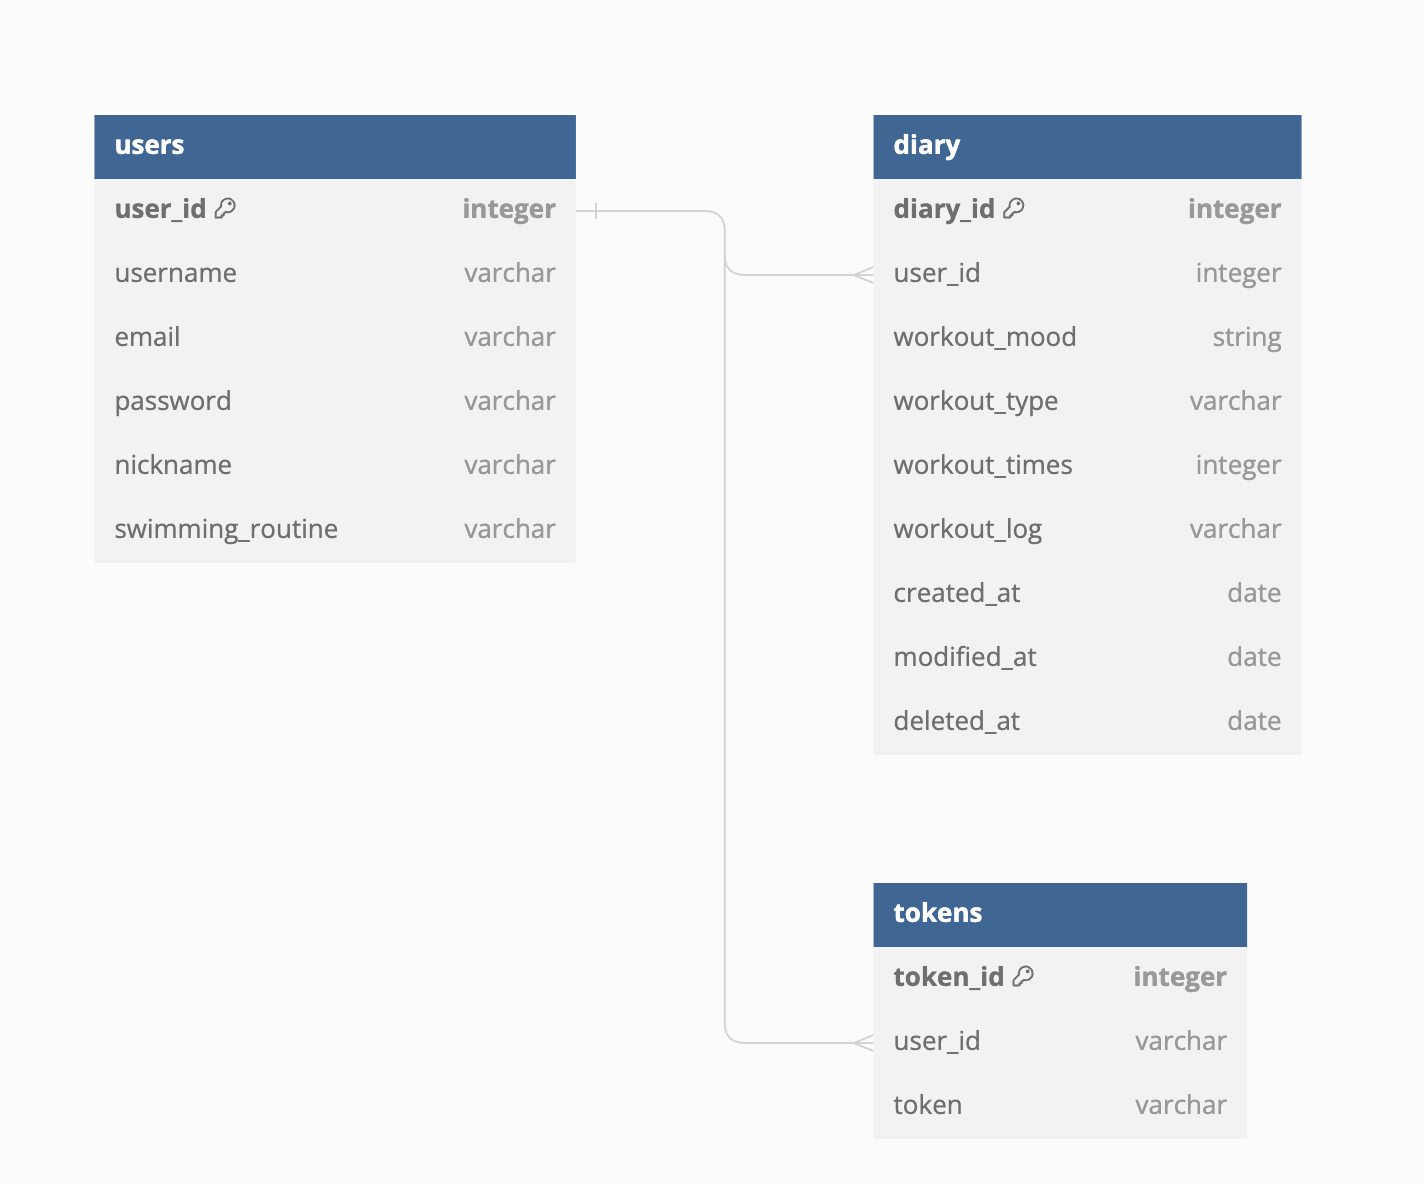 users
user_id integer
username varchar
email varchar
password varchar
nickname varchar
swimming_routine varchar
diary
diary_id integer
user_id integer
workout_mood string
workout_type varchar
workout_times integer
workout_log varchar
created_at date
modified_at date
deleted_at date
tokens
token_id integer
user_id varchar
token varchar